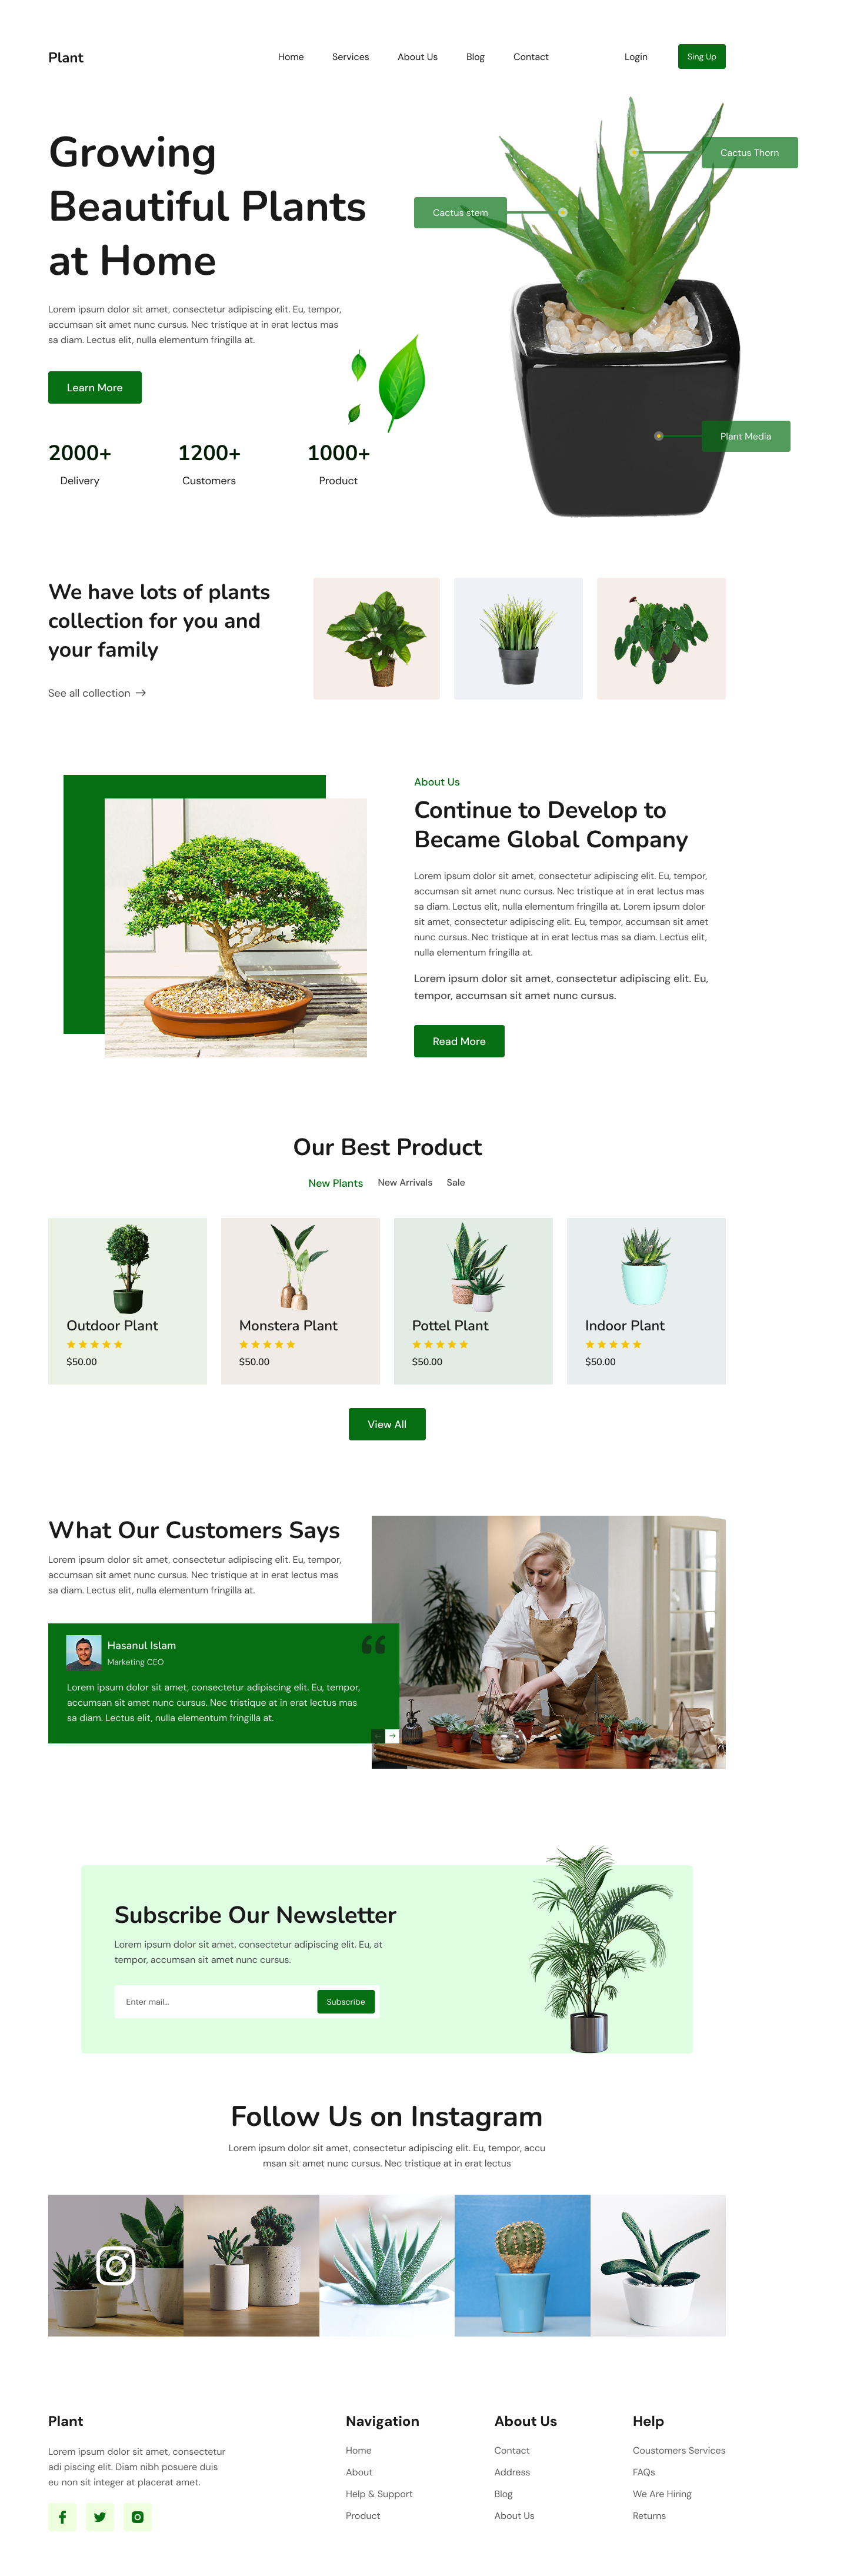 Plant
Home
Services
About Us
Blog
Contact
Login
Sing Up
Growing
Beautiful Plants
at Home
Lorem ipsum dolor sit amet, consectetur adipiscing elit. Eu, tempor,
accumsan sit amet nunc cursus. Nec tristique at in erat lectus mas
sa diam. Lectus elit, nulla elementum fringilla at.
Learn More
2000+
Delivery
1200+
Customers
1000+
Product
Cactus Thorn
Cactus stem
Plant Media
We have lots of plants
collection for you and
your family
See all collection
About Us
Continue to Develop to
Became Global Company
Lorem ipsum dolor sit amet, consectetur adipiscing elit. Eu, tempor,
accumsan sit amet nunc cursus. Nec tristique at in erat lectus mas
sa diam. Lectus elit, nulla elementum fringilla at. Lorem ipsum dolor
sit amet, consectetur adipiscing elit. Eu, tempor, accumsan sit amet
nunc cursus. Nec tristique at in erat lectus mas sa diam. Lectus elit,
nulla elementum fringilla at.
Lorem ipsum dolor sit amet, consectetur adipiscing elit. Eu,
tempor, accumsan sit amet nunc cursus.
Read More
Our Best Product
New Plants
New Arrivals
Sale
Outdoor Plant
$50.00
Monstera Plant
$50.00
Pottel Plant
$50.00
Indoor Plant
$50.00
View All
What Our Customers Says
Lorem ipsum dolor sit amet, consectetur adipiscing elit. Eu, tempor,
accumsan sit amet nunc cursus. Nec tristique at in erat lectus mas
sa diam. Lectus elit, nulla elementum fringilla at.
Hasanul Islam
Marketing CEO
Lorem ipsum dolor sit amet, consectetur adipiscing elit. Eu, tempor,
accumsan sit amet nunc cursus. Nec tristique at in erat lectus mas
sa diam. Lectus elit, nulla elementum fringilla at.
Subscribe Our Newsletter
Lorem ipsum dolor sit amet, consectetur adipiscing elit. Eu, at
tempor, accumsan sit amet nunc cursus.
Enter mail...
Subscribe
Follow Us on Instagram
Lorem ipsum dolor sit amet, consectetur adipiscing elit. Eu, tempor, accu
msan sit amet nunc cursus. Nec tristique at in erat lectus
Plant
Lorem ipsum dolor sit amet, consectetur
adi piscing elit. Diam nibh posuere duis
eu non sit integer at placerat amet.
Navigation
Home
About
Help & Support
Product
About Us
Contact
Address
Blog
About Us
Help
Coustomers Services
FAQs
We Are Hiring
Returns